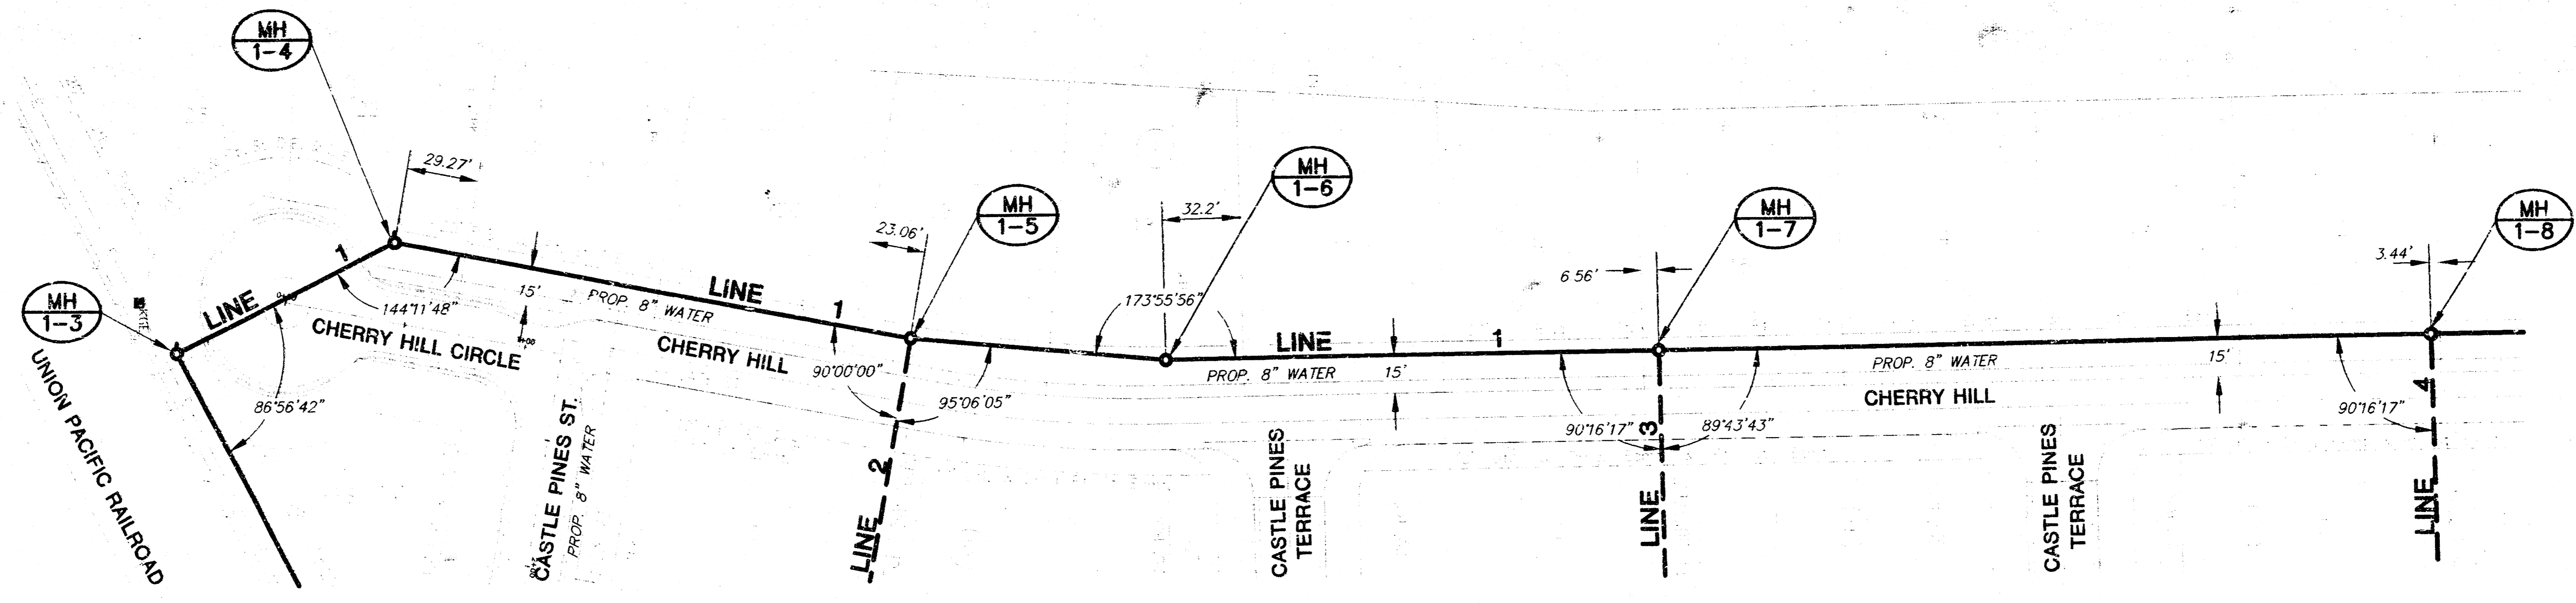 MH
1-4
29.27'
MH
1-6
MH
1-5
32.2'
MH
1-7
MH
1-8
23.06'
3.44'
6 56'
MH
1-3
LINE 1
144°11'48"
15'
PROP. 8" WATER
LINE 1
173°55'56"
LINE 1
CHERRY HILL CIRCLE
CHERRY HILL
PROP. 8" WATER
15'
PROP. 8" WATER
15'
CHERRY HILL
86°56'42"
90°00'00"
95°06'05"
90°16'17"
89°43'43"
90°16'17"
UNION PACIFIC RAILROAD
CASTLE PINES ST.
PROP. 8" WATER
LINE 2
CASTLE PINES
TERRACE
LINE 3
CASTLE PINES
TERRACE
LINE 4